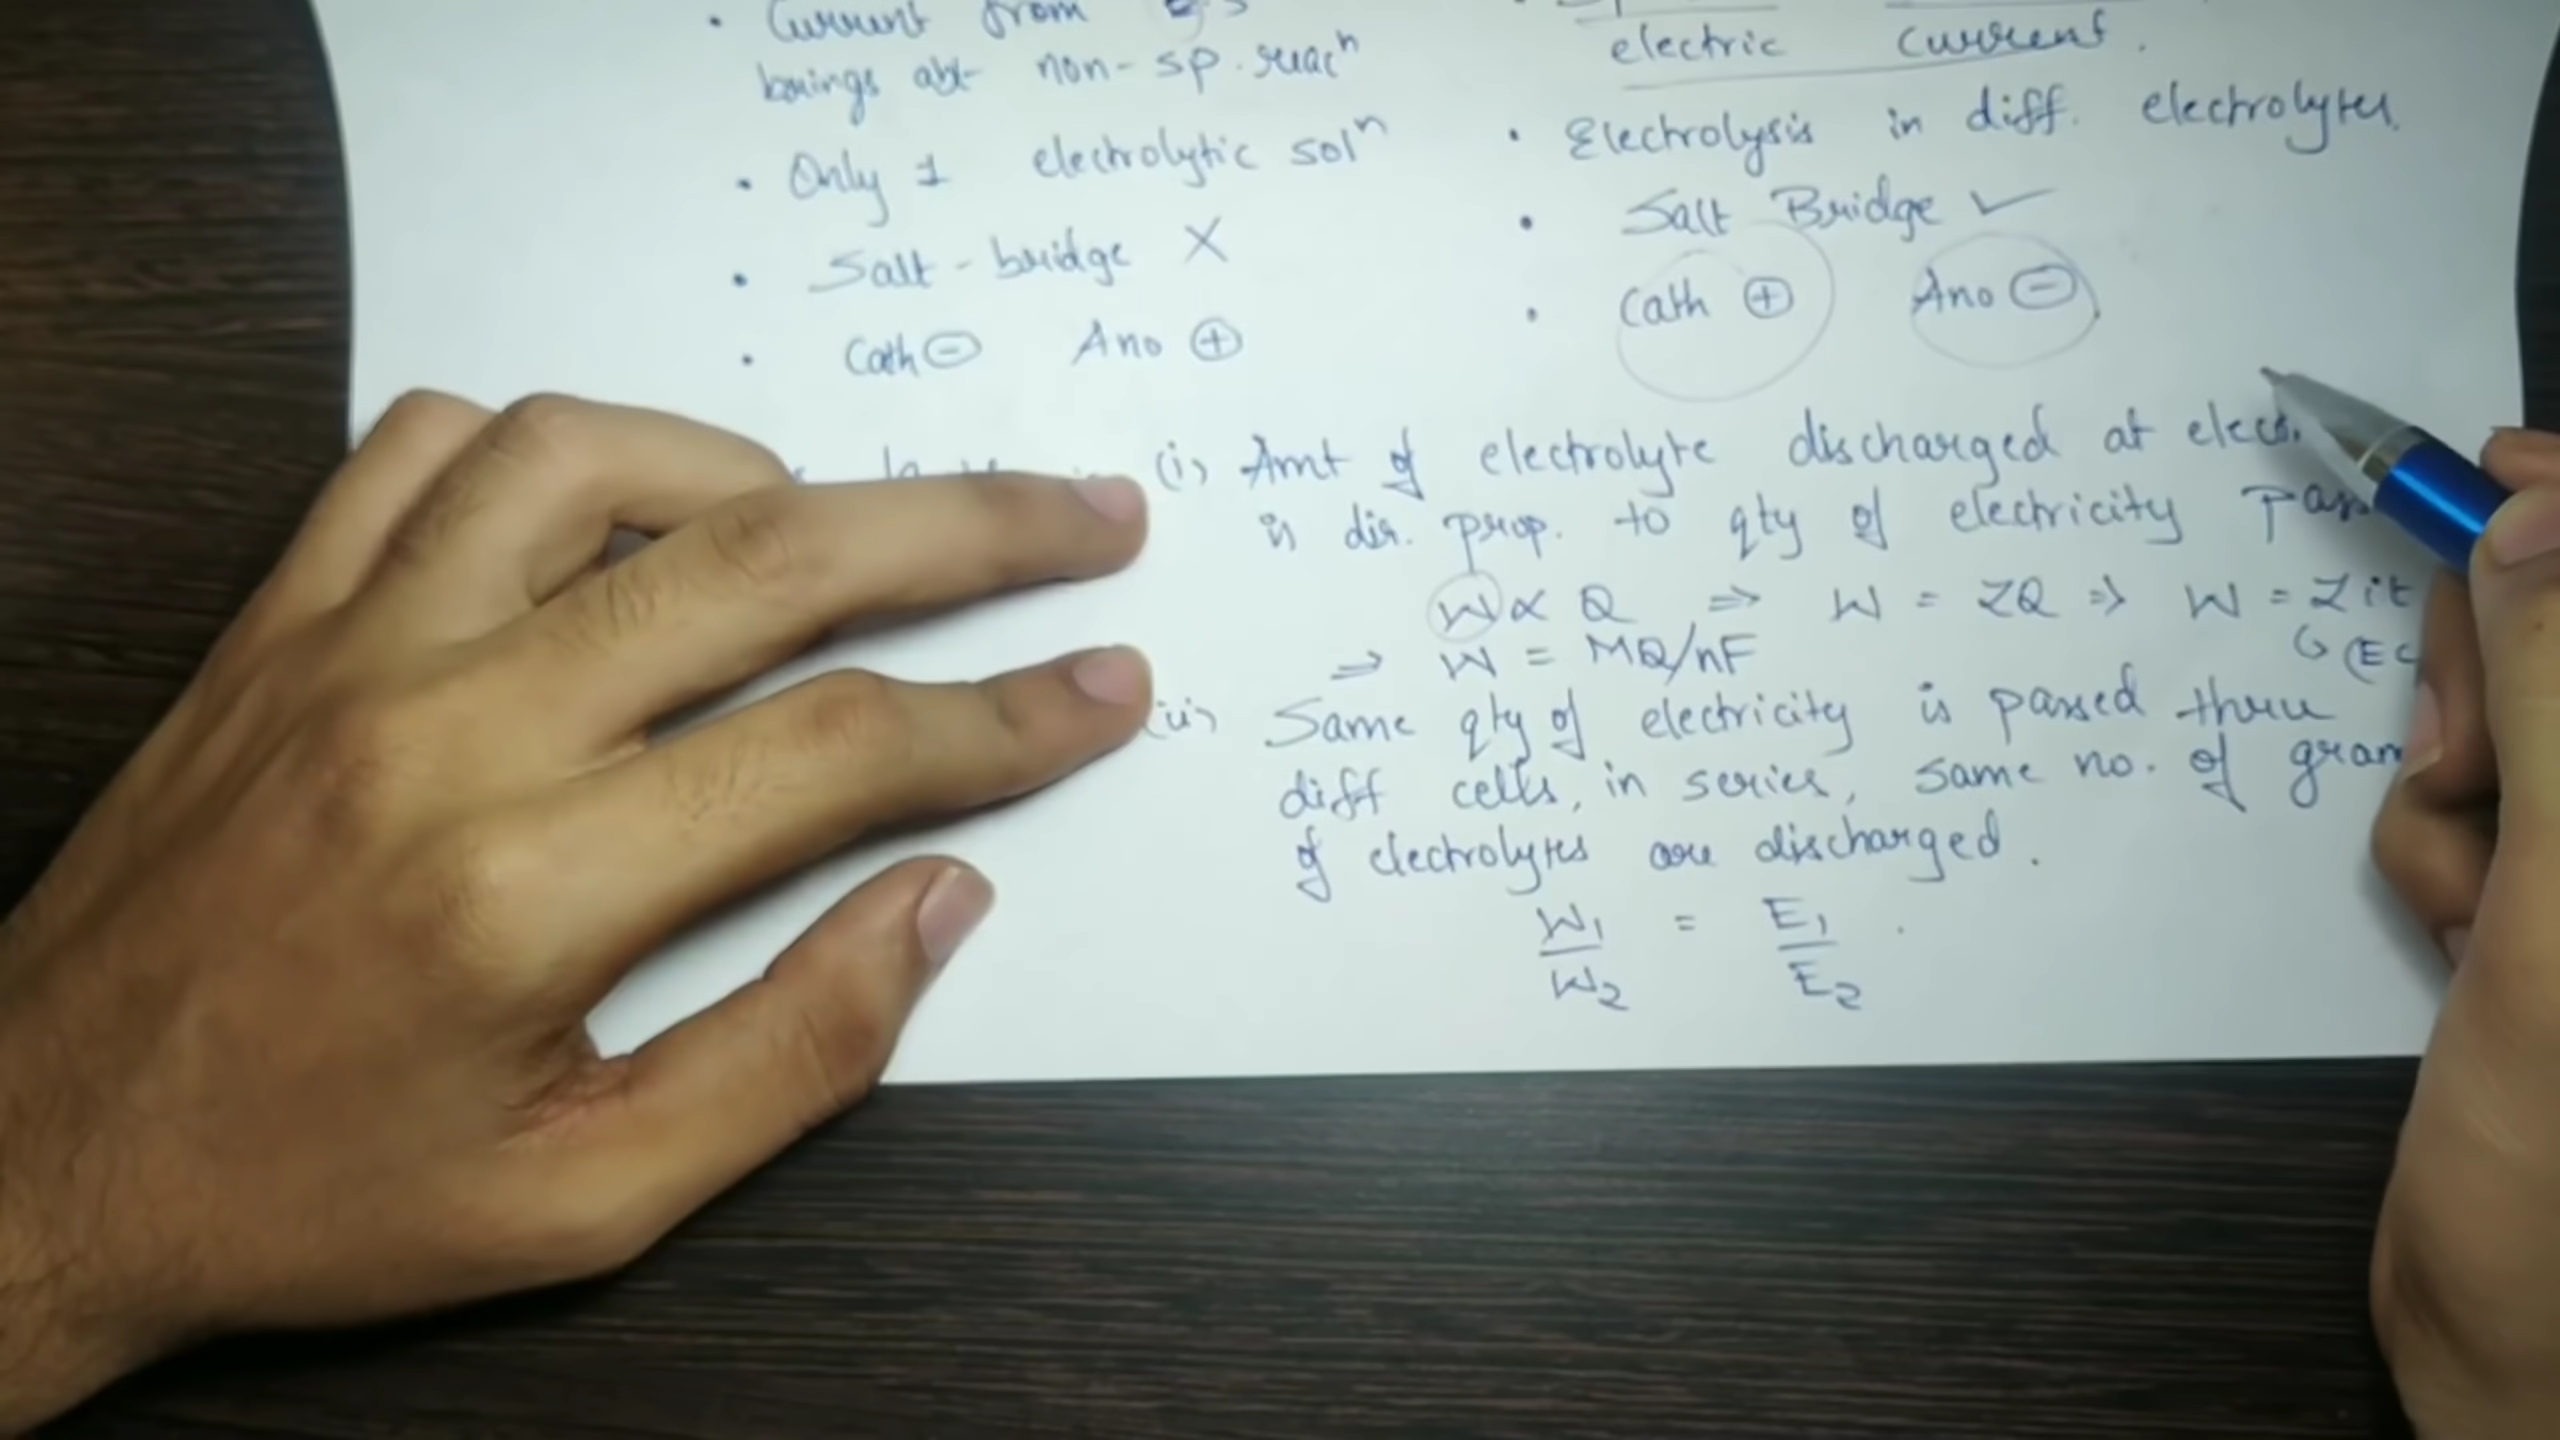 • Current from
brings abt non-sp. reacⁿ
• Only 1 electrolytic solⁿ
• Salt-bridge X
• Cath ⊖ Ano ⊕
electric current.
• Electrolysis in diff. electrolytes.
• Salt Bridge ✓
• Cath ⊕ Ano ⊖
(i) Amt of electrolyte discharged at elecs.
is dir. prop. to qty of electricity
W ∝ Q ⇒ W = ZQ ⇒ W = Zit
⇒ W = MQ/nF
(ii) Same qty of electricity is passed thru
diff cells, in series, same no. of gram
of electrolytes are discharged.
W₁ = E₁ .
W₂ E₂